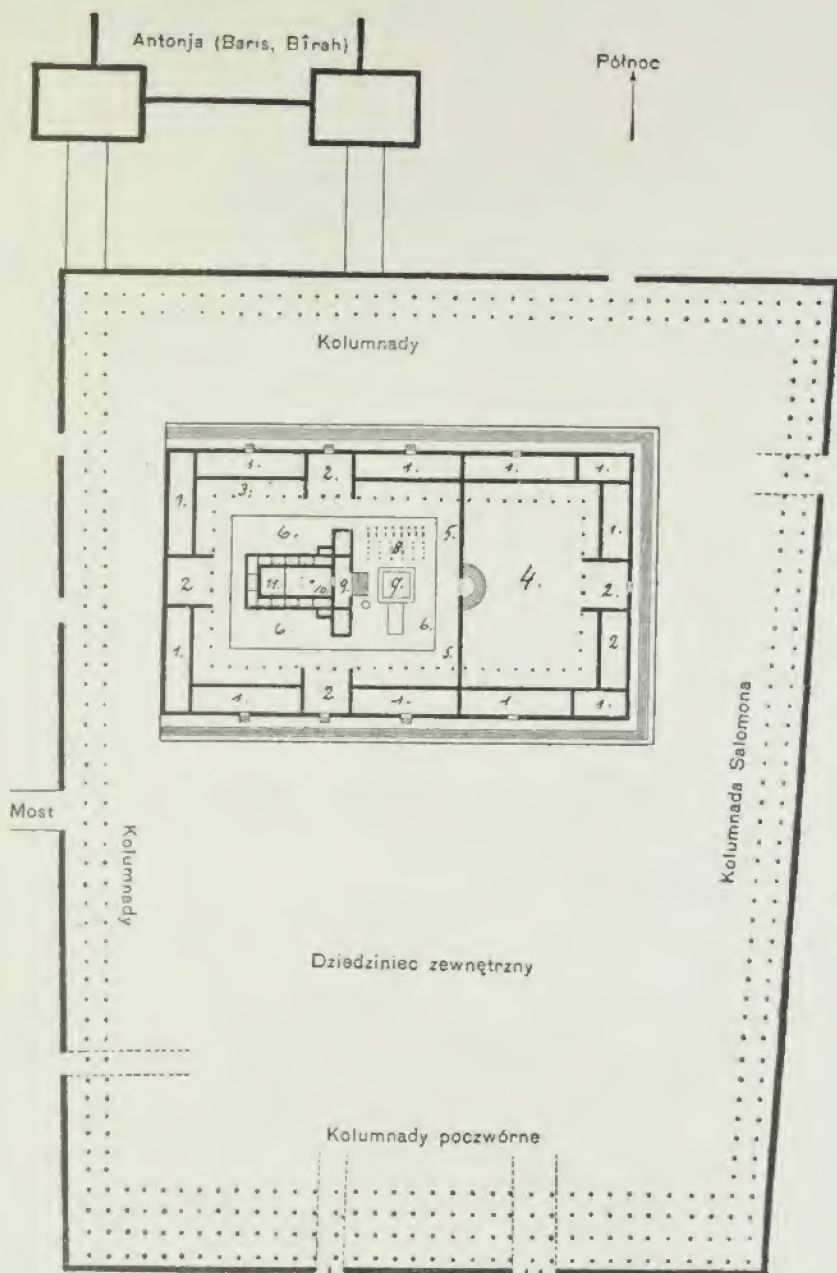 Antonja (Baris, Bîrah)
Północ
Kolumnady
1. 2. 1. 1. 1.
3.
1. 6. 5. 1.
8.
2 11. 10. 9. 9. 4. 2.
6. 6.
1. 5. 2
1. 2 1. 1 1.
Kolumnada Salomona
Most
Kolumnady
Dziedziniec zewnętrzny
Kolumnady poczwórne